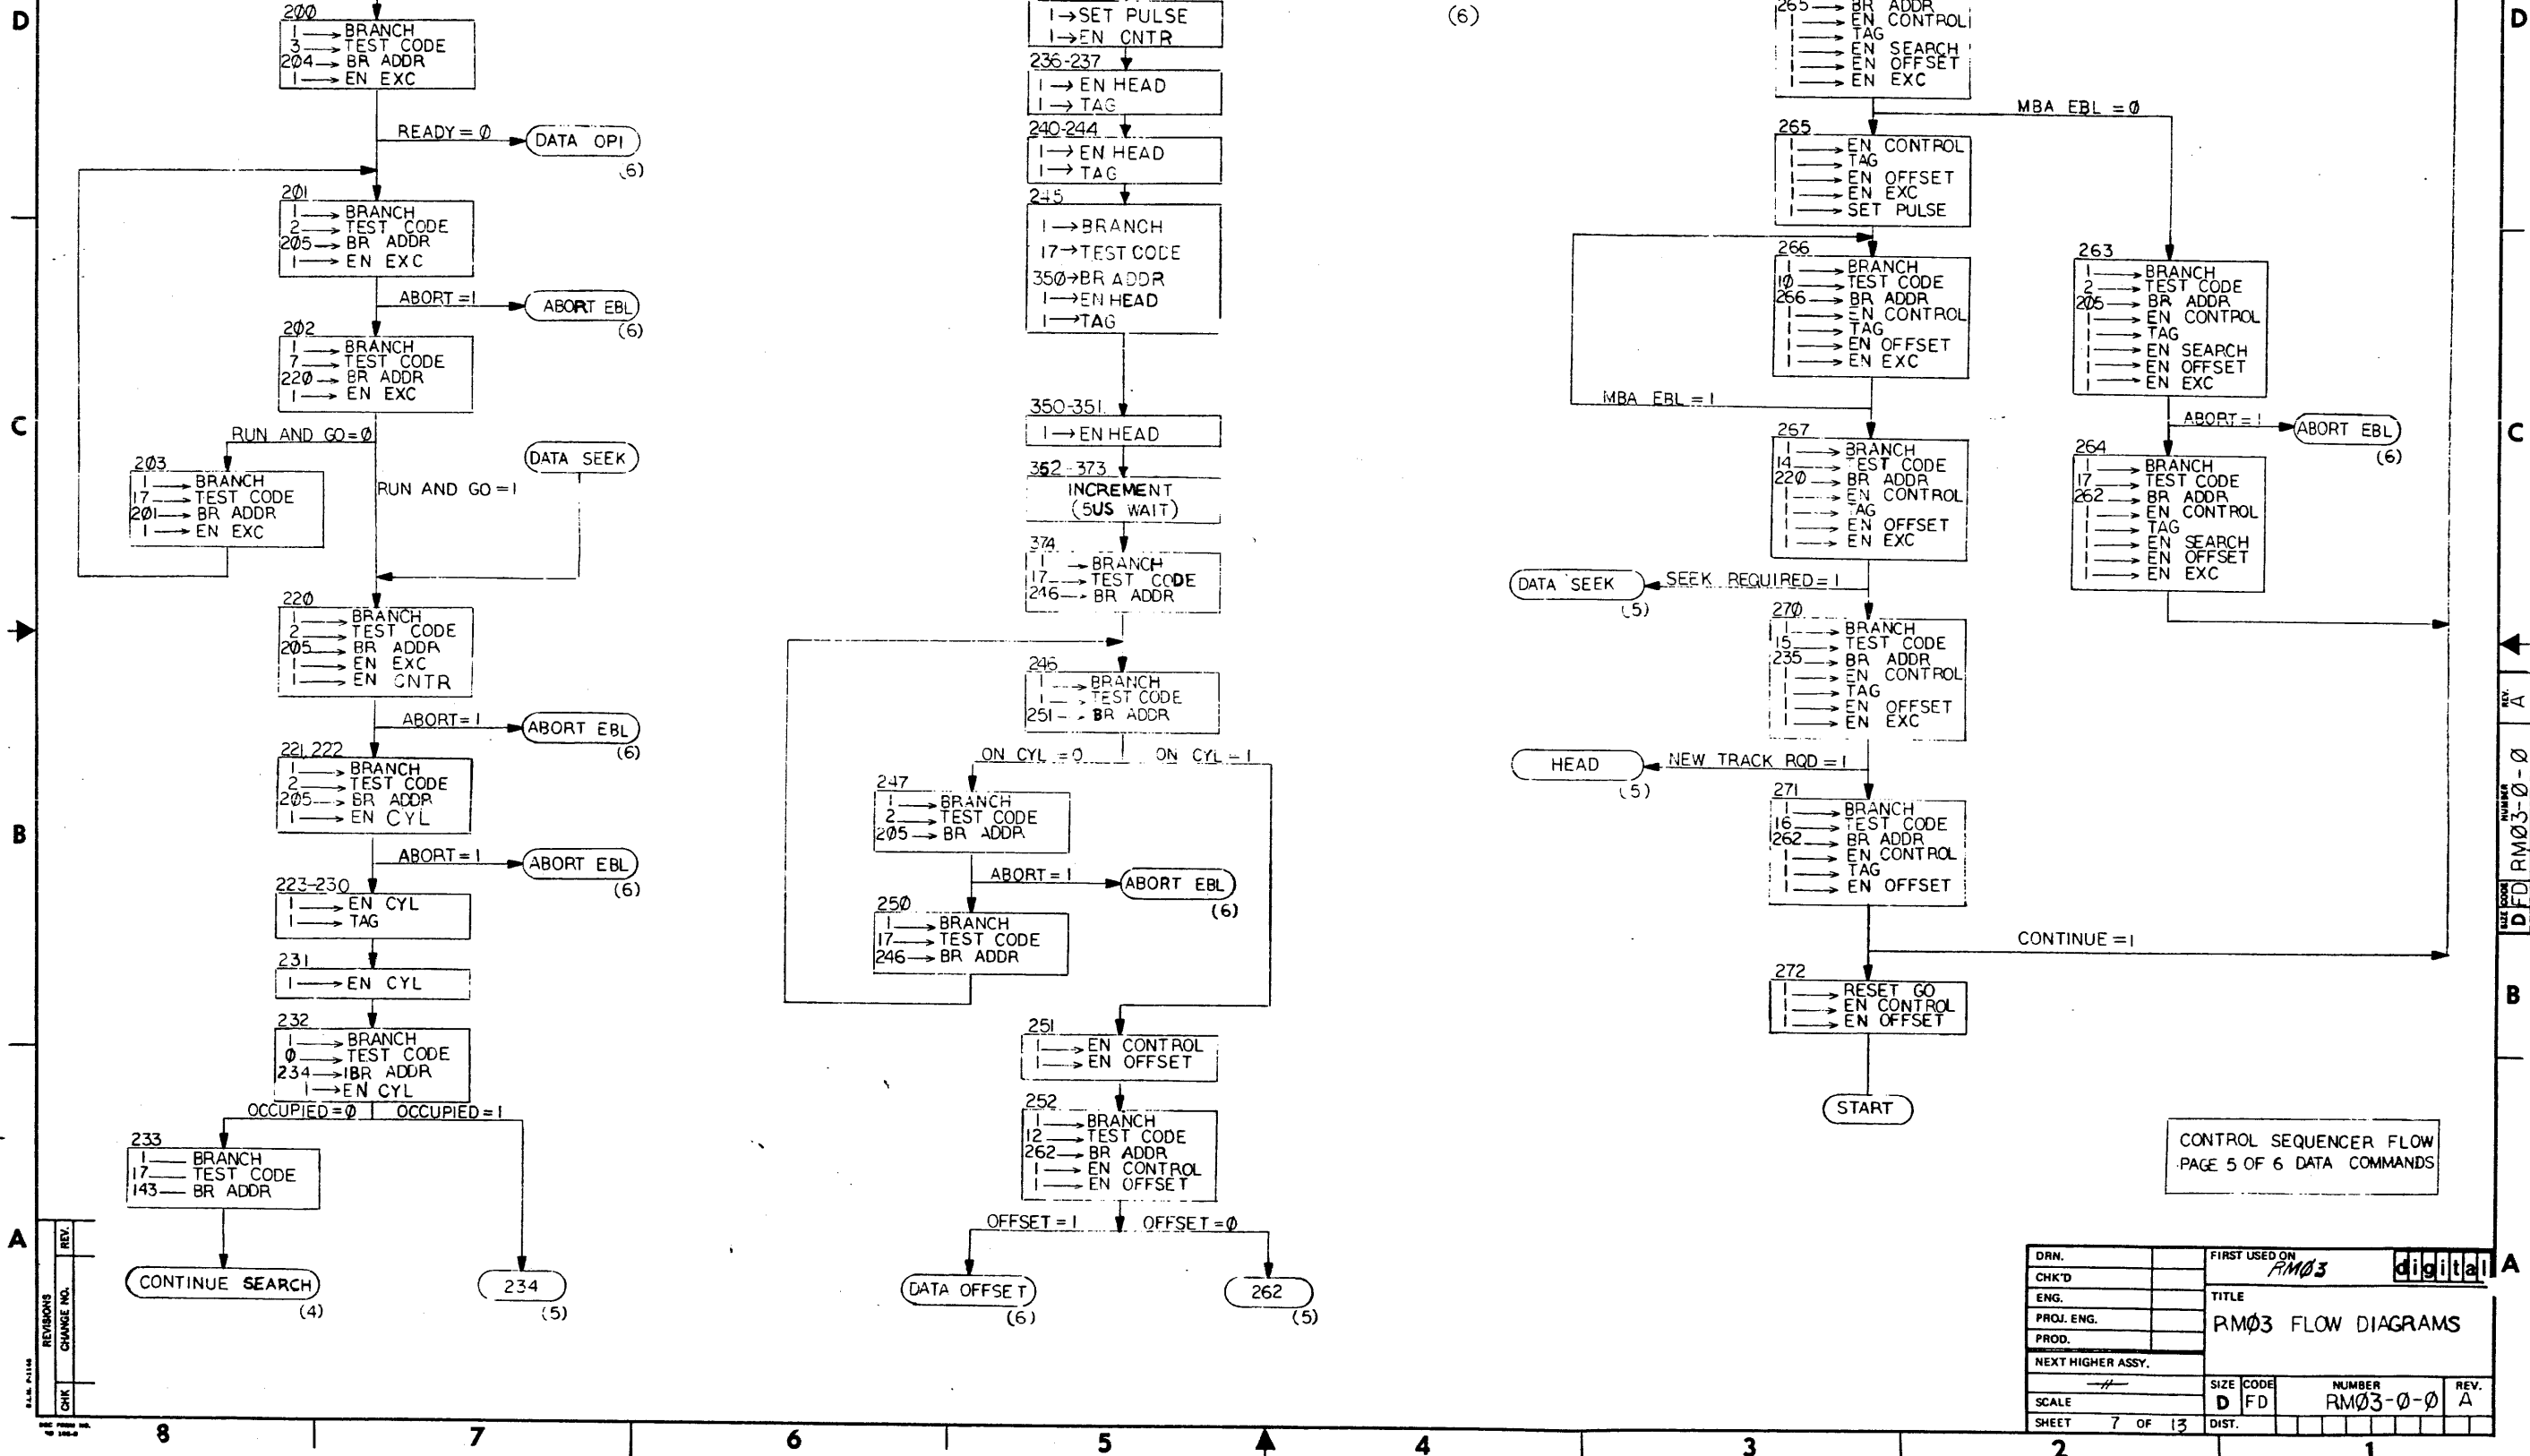 D
200
1 → BRANCH
3 → TEST CODE
204 → BR ADDR
1 → EN EXC
READY = Ø
DATA OPI
(6)
2Ø1
1 → BRANCH
2 → TEST CODE
2Ø5 → BR ADDR
1 → EN EXC
ABORT = 1
ABORT EBL
(6)
2Ø2
1 → BRANCH
7 → TEST CODE
22Ø → BR ADDR
1 → EN EXC
C
RUN AND GO = Ø
2Ø3
1 → BRANCH
17 → TEST CODE
2Ø1 → BR ADDR
1 → EN EXC
RUN AND GO = 1
DATA SEEK
22Ø
1 → BRANCH
2 → TEST CODE
2Ø5 → BR ADDR
1 → EN EXC
1 → EN CNTR
ABORT = 1
ABORT EBL
(6)
221,222
1 → BRANCH
2 → TEST CODE
2Ø5 → BR ADDR
1 → EN CYL
B
ABORT = 1
ABORT EBL
(6)
223-230
1 → EN CYL
1 → TAG
231
1 → EN CYL
232
1 → BRANCH
Ø → TEST CODE
234 → BR ADDR
1 → EN CYL
OCCUPIED = Ø
OCCUPIED = 1
233
1 — BRANCH
17 — TEST CODE
143 — BR ADDR
A
CONTINUE SEARCH
(4)
234
(5)
1 → SET PULSE
1 → EN CNTR
236-237
1 → EN HEAD
1 → TAG
240-244
1 → EN HEAD
1 → TAG
245
1 → BRANCH
17 → TEST CODE
35Ø → BR ADDR
1 → EN HEAD
1 → TAG
350-351
1 → EN HEAD
352-373
INCREMENT
(5US WAIT)
374
1 → BRANCH
17 → TEST CODE
246 → BR ADDR
246
1 → BRANCH
1 → TEST CODE
251 → BR ADDR
ON CYL = 0
ON CYL = 1
247
1 → BRANCH
2 → TEST CODE
2Ø5 → BR ADDR
ABORT = 1
ABORT EBL
(6)
25Ø
1 → BRANCH
17 → TEST CODE
246 → BR ADDR
251
1 → EN CONTROL
1 → EN OFFSET
252
1 → BRANCH
12 → TEST CODE
262 → BR ADDR
1 → EN CONTROL
1 → EN OFFSET
OFFSET = 1
OFFSET = Ø
DATA OFFSET
(6)
262
(5)
(6)
265 → BR ADDR
1 → EN CONTROL
1 → TAG
1 → EN SEARCH
1 → EN OFFSET
1 → EN EXC
MBA EBL = Ø
265
1 → EN CONTROL
1 → TAG
1 → EN OFFSET
1 → EN EXC
1 → SET PULSE
266
1 → BRANCH
1Ø → TEST CODE
266 → BR ADDR
1 → EN CONTROL
1 → TAG
1 → EN OFFSET
1 → EN EXC
MBA EBL = 1
267
1 → BRANCH
14 → TEST CODE
22Ø → BR ADDR
1 → EN CONTROL
1 → TAG
1 → EN OFFSET
1 → EN EXC
DATA SEEK
(5)
SEEK REQUIRED = 1
27Ø
1 → BRANCH
15 → TEST CODE
235 → BR ADDR
1 → EN CONTROL
1 → TAG
1 → EN OFFSET
1 → EN EXC
HEAD
(5)
NEW TRACK RQD = 1
271
1 → BRANCH
16 → TEST CODE
262 → BR ADDR
1 → EN CONTROL
1 → TAG
1 → EN OFFSET
CONTINUE = 1
272
1 → RESET GO
1 → EN CONTROL
1 → EN OFFSET
START
263
1 → BRANCH
2 → TEST CODE
2Ø5 → BR ADDR
1 → EN CONTROL
1 → TAG
1 → EN SEARCH
1 → EN OFFSET
1 → EN EXC
ABORT = 1
ABORT EBL
(6)
264
1 → BRANCH
17 → TEST CODE
262 → BR ADDR
1 → EN CONTROL
1 → TAG
1 → EN SEARCH
1 → EN OFFSET
1 → EN EXC
D
C
B
A
SIZE D
CODE FD
NUMBER RMØ3-Ø-Ø
REV. A
CONTROL SEQUENCER FLOW
PAGE 5 OF 6 DATA COMMANDS
DRN.
CHK'D
ENG.
PROJ. ENG.
PROD.
NEXT HIGHER ASSY.
SCALE
SHEET 7 OF 13
FIRST USED ON
RMØ3
digital
TITLE
RMØ3 FLOW DIAGRAMS
SIZE D
CODE FD
NUMBER RMØ3-Ø-Ø
REV. A
DIST.
REVISIONS
CHK
CHANGE NO.
REV.
8 7 6 5 4 3 2 1